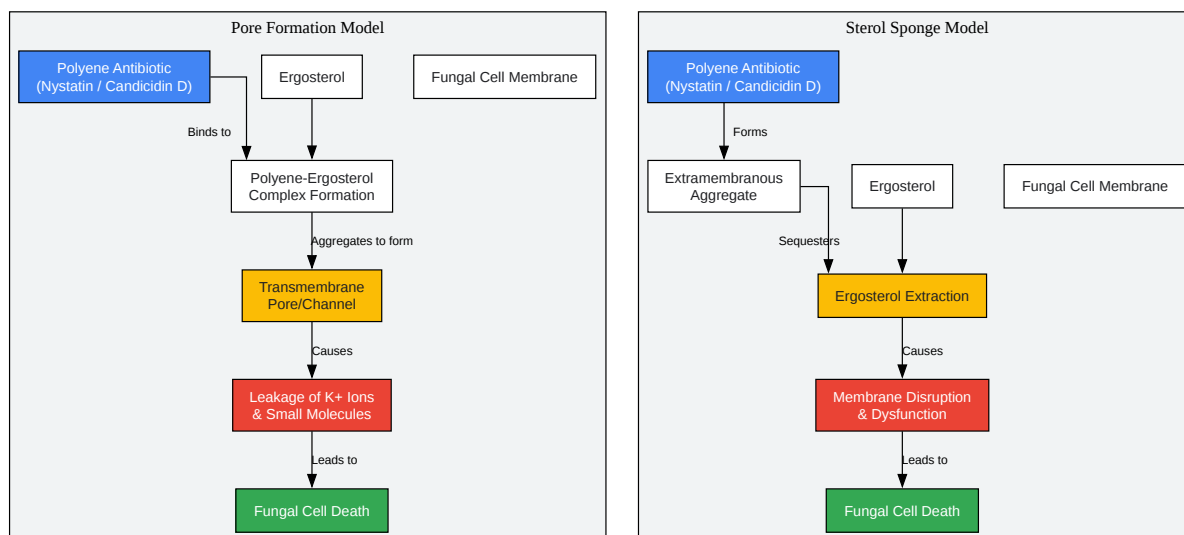 Pore Formation Model
Polyene Antibiotic
(Nystatin / Candicidin D)
Ergosterol
Fungal Cell Membrane
Binds to
Polyene-Ergosterol
Complex Formation
Aggregates to form
Transmembrane
Pore/Channel
Causes
Leakage of K+ Ions
& Small Molecules
Leads to
Fungal Cell Death
Sterol Sponge Model
Polyene Antibiotic
(Nystatin / Candicidin D)
Forms
Extramembranous
Aggregate
Ergosterol
Fungal Cell Membrane
Sequesters
Ergosterol Extraction
Causes
Membrane Disruption
& Dysfunction
Leads to
Fungal Cell Death